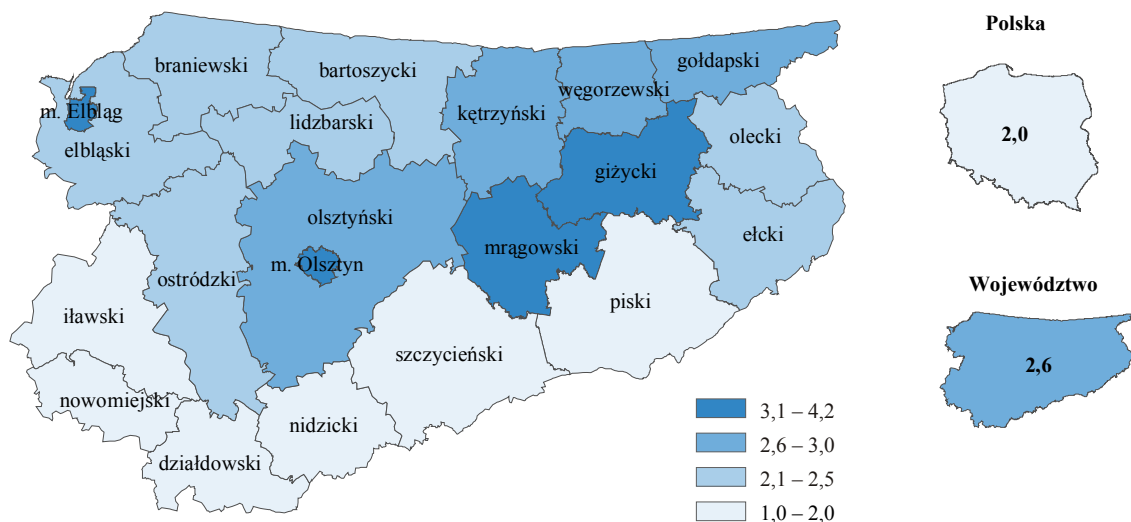 Polska
2,0
braniewski
bartoszycki
gołdapski
węgorzewski
m. Elbląg
kętrzyński
lidzbarski
olecki
elbląski
giżycki
olsztyński
ełcki
mrągowski
m. Olsztyn
ostródzki
Województwo
2,6
piski
iławski
szczycieński
nowomiejski
nidzicki
działdowski
3,1 – 4,2
2,6 – 3,0
2,1 – 2,5
1,0 – 2,0